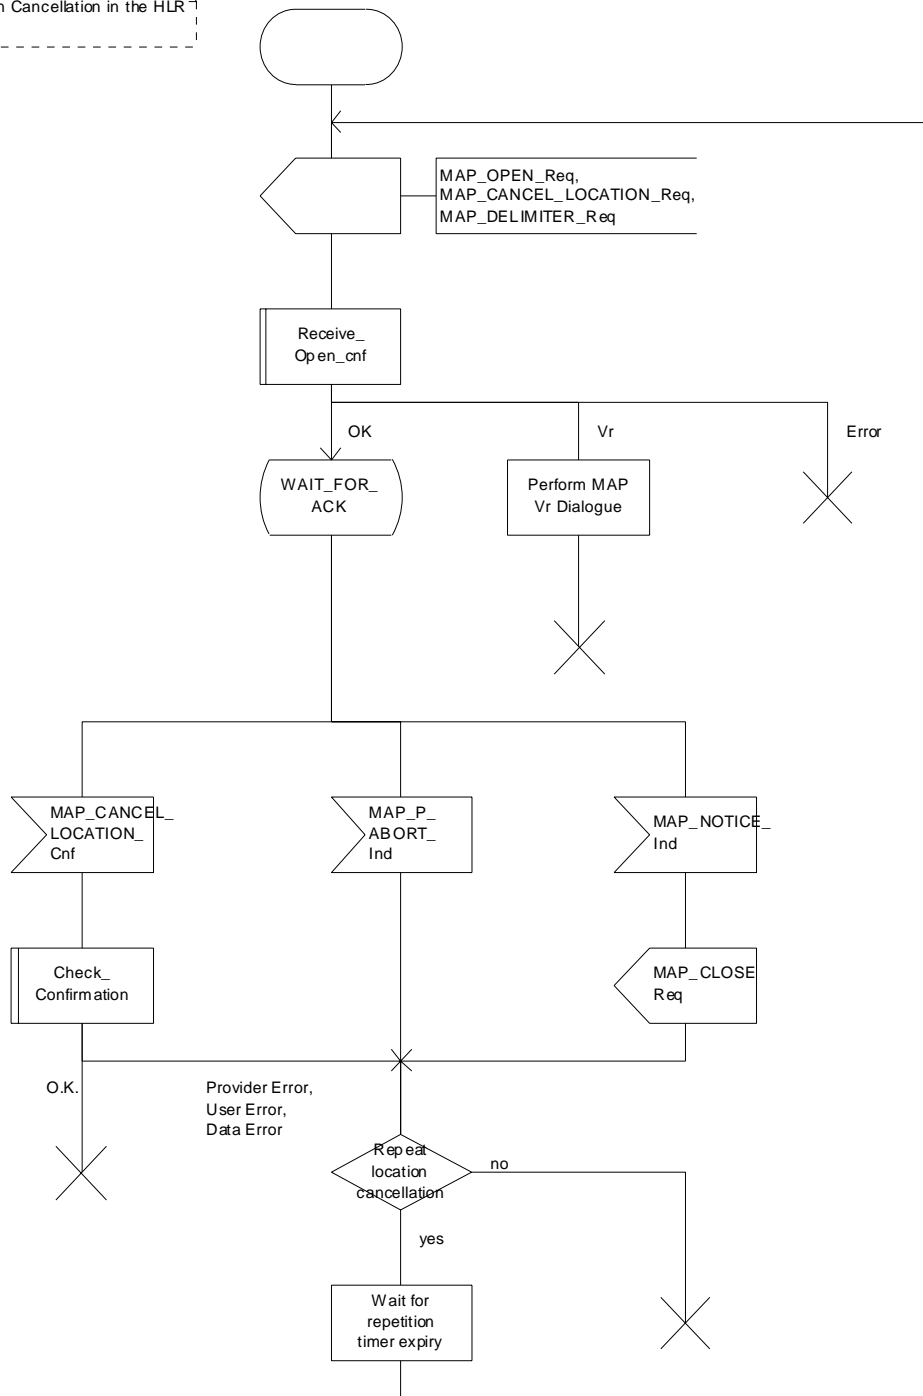 n Cancellation in the HLR
MAP_OPEN_Req,
MAP_CANCEL_LOCATION_Req,
MAP_DELIMITER_Req
Receive_
Open_cnf
OK
Vr
Error
WAIT_FOR_
ACK
Perform MAP
Vr Dialogue
MAP_CANCEL_
LOCATION_
Cnf
MAP_P_
ABORT_
Ind
MAP_NOTICE_
Ind
Check_
Confirmation
MAP_CLOSE
Req
O.K.
Provider Error,
User Error,
Data Error
Repeat
location
cancellation
no
yes
Wait for
repetition
timer expiry